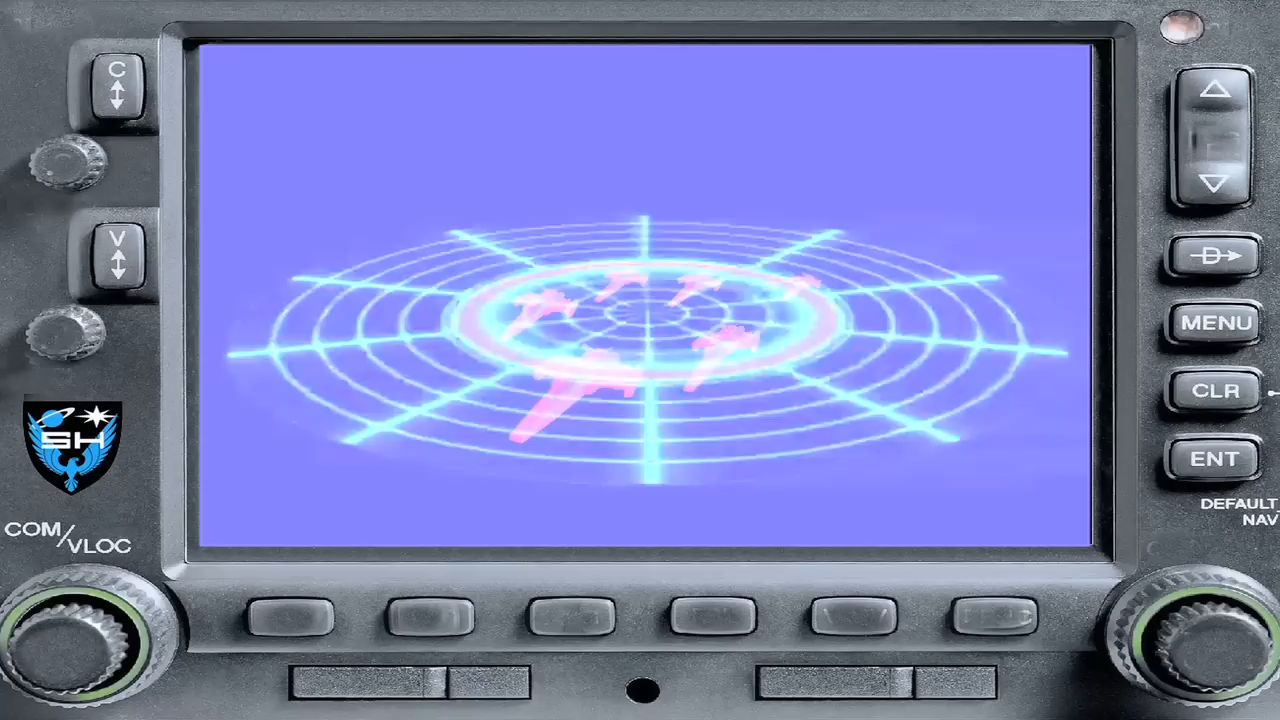 C
V
SH
COM/VLOC
D
MENU
CLR
ENT
DEFAULT
NAV